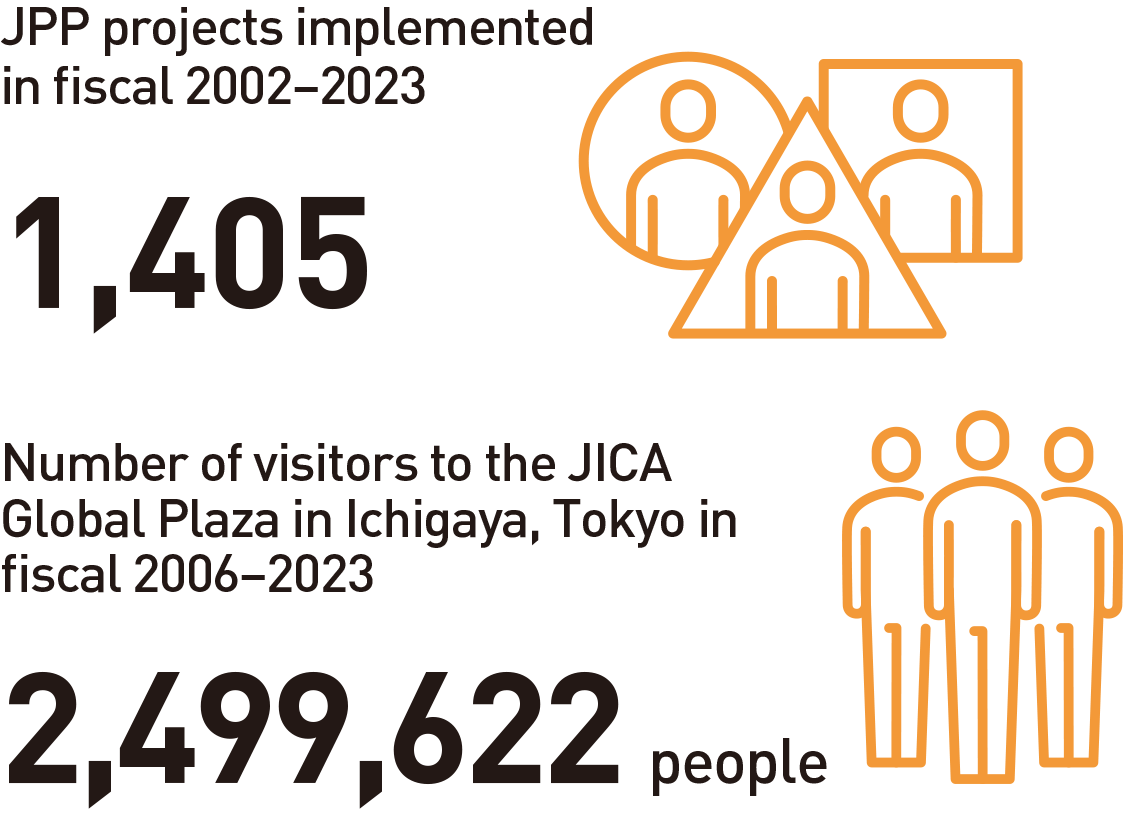 JPP projects implemented
in fiscal 2002–2023
1,405
Number of visitors to the JICA
Global Plaza in Ichigaya, Tokyo in
fiscal 2006–2023
2,499,622 people